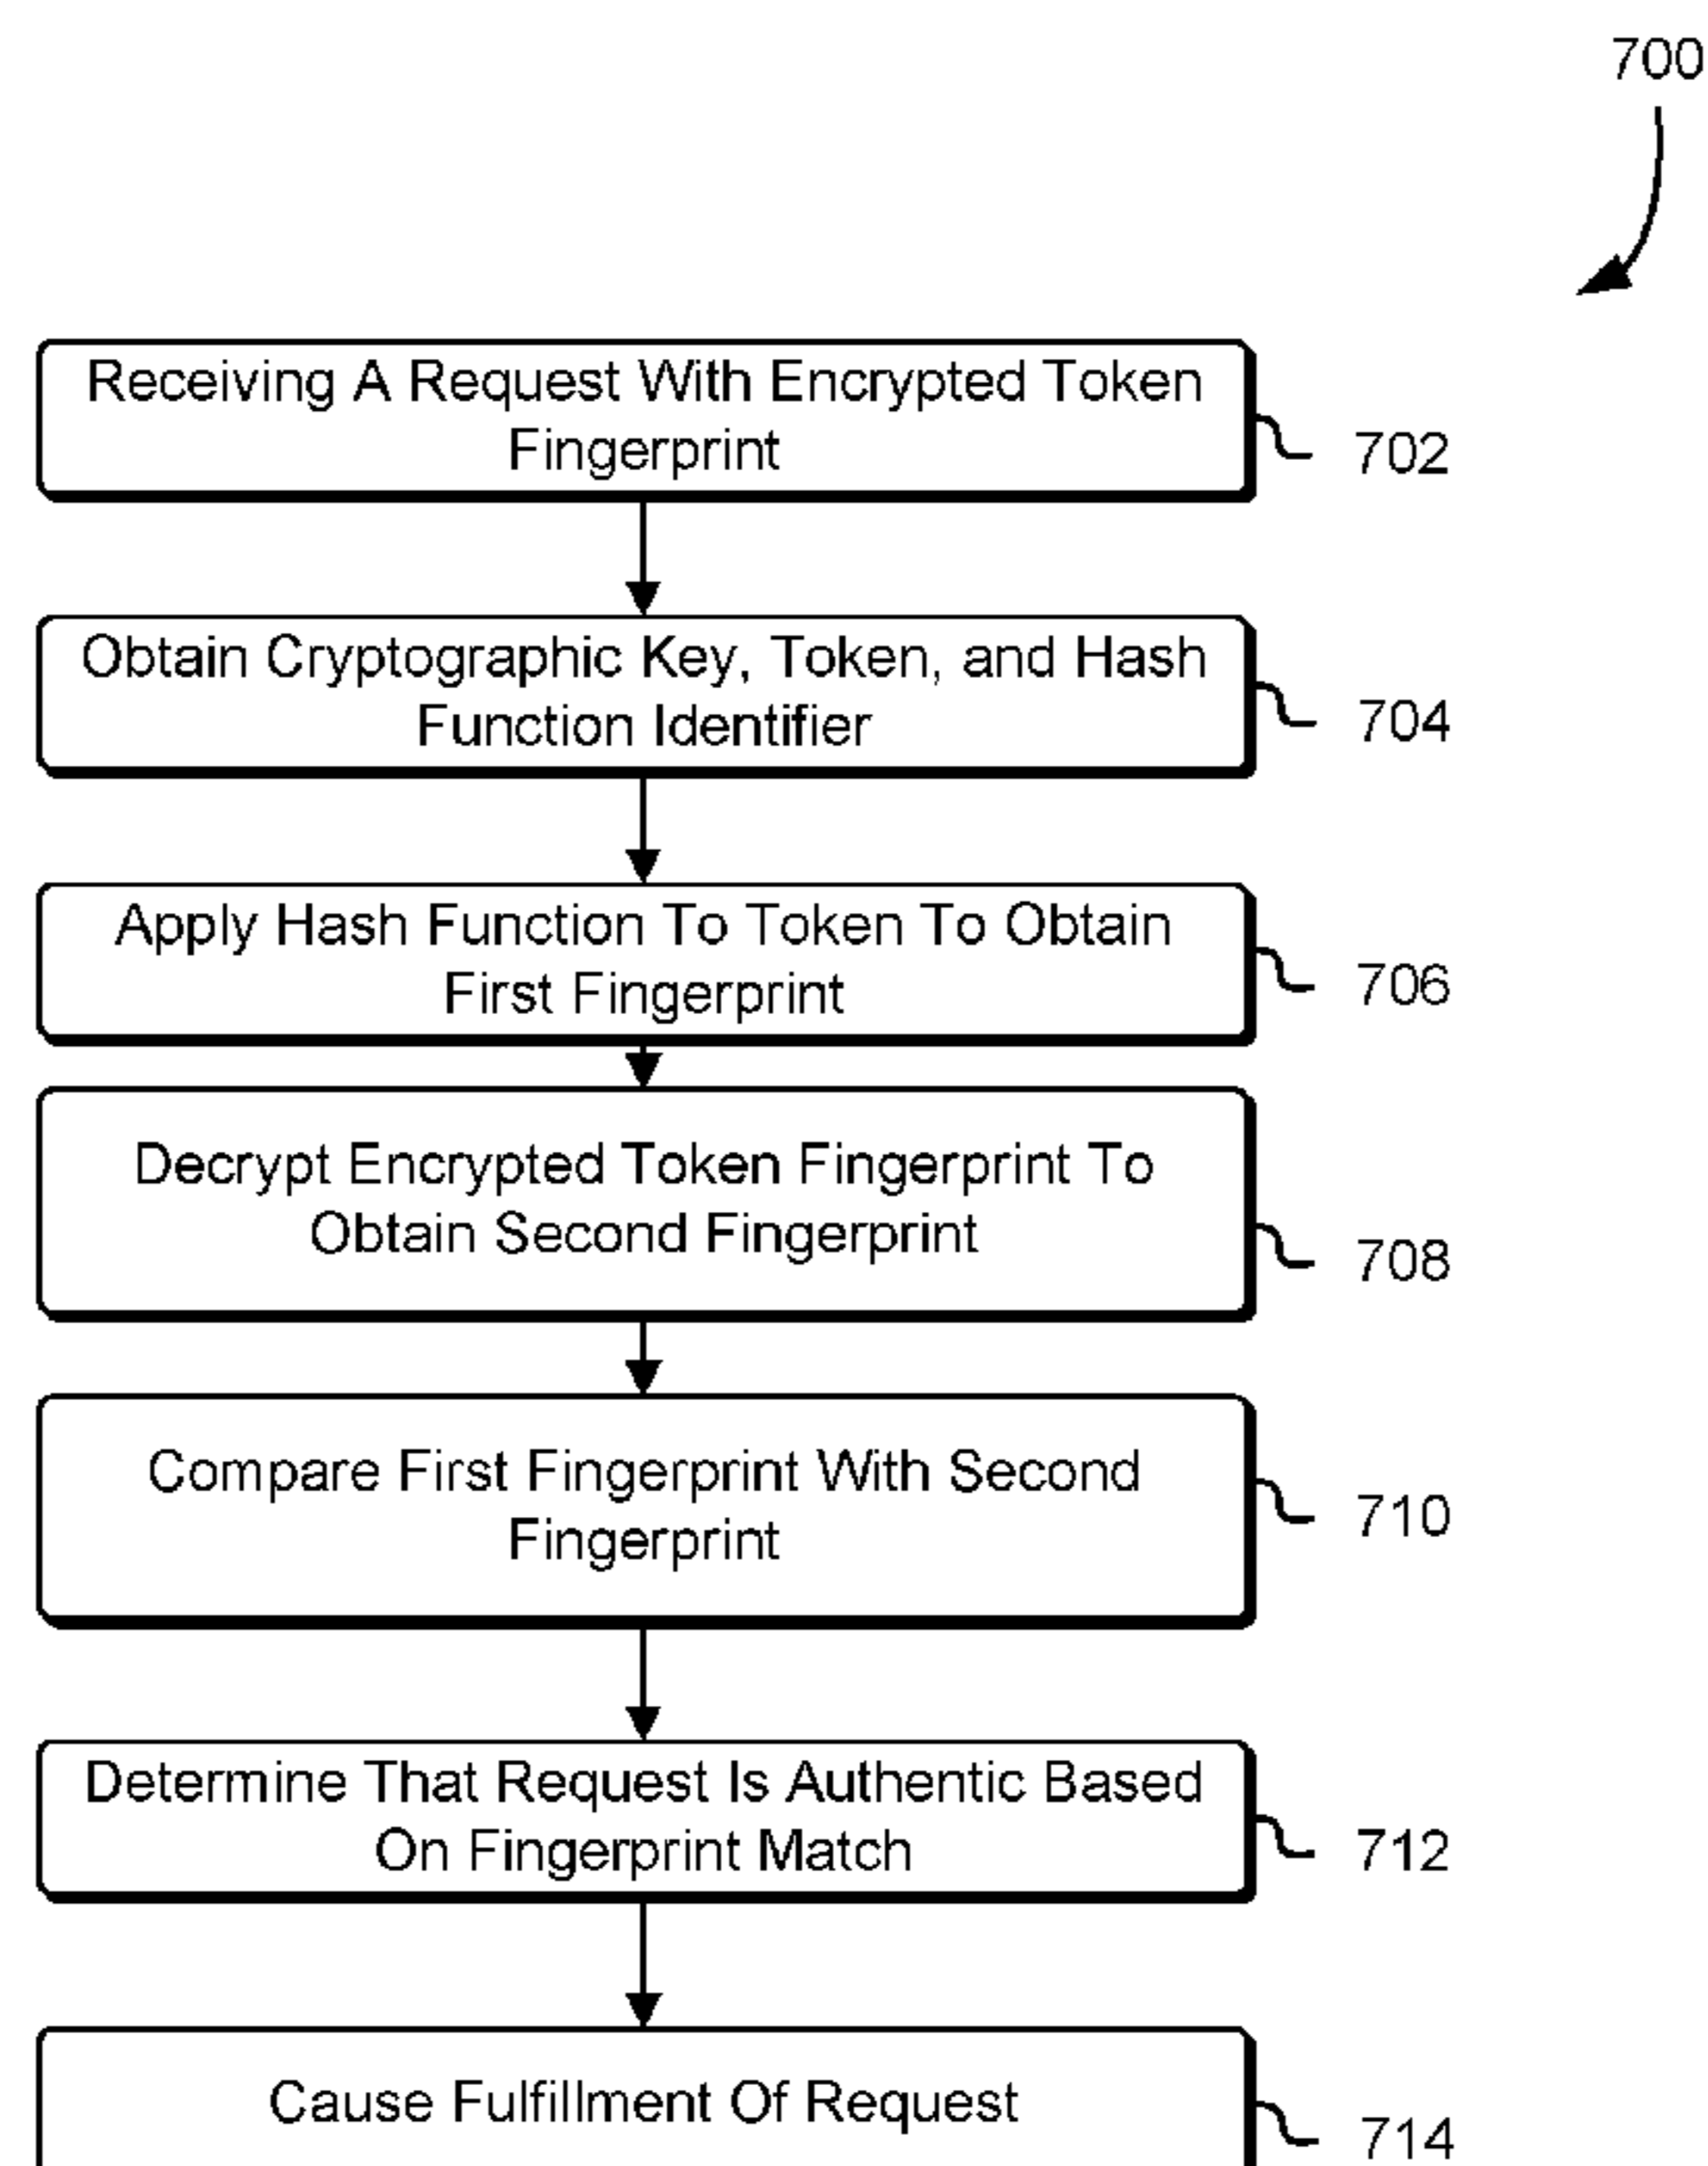 700
Receiving A Request With Encrypted Token
Fingerprint
702
Obtain Cryptographic Key, Token, and Hash
Function Identifier
704
Apply Hash Function To Token To Obtain
First Fingerprint
706
Decrypt Encrypted Token Fingerprint To
Obtain Second Fingerprint
708
Compare First Fingerprint With Second
Fingerprint
710
Determine That Request Is Authentic Based
On Fingerprint Match
712
Cause Fulfillment Of Request
714